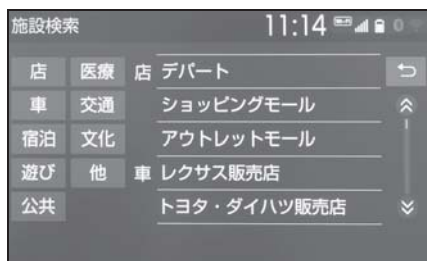 施設検索 11:14
店 医療 店 デパート
車 交通 ショッピングモール
宿泊 文化 アウトレットモール
遊び 他 車 レクサス販売店
公共 トヨタ・ダイハツ販売店